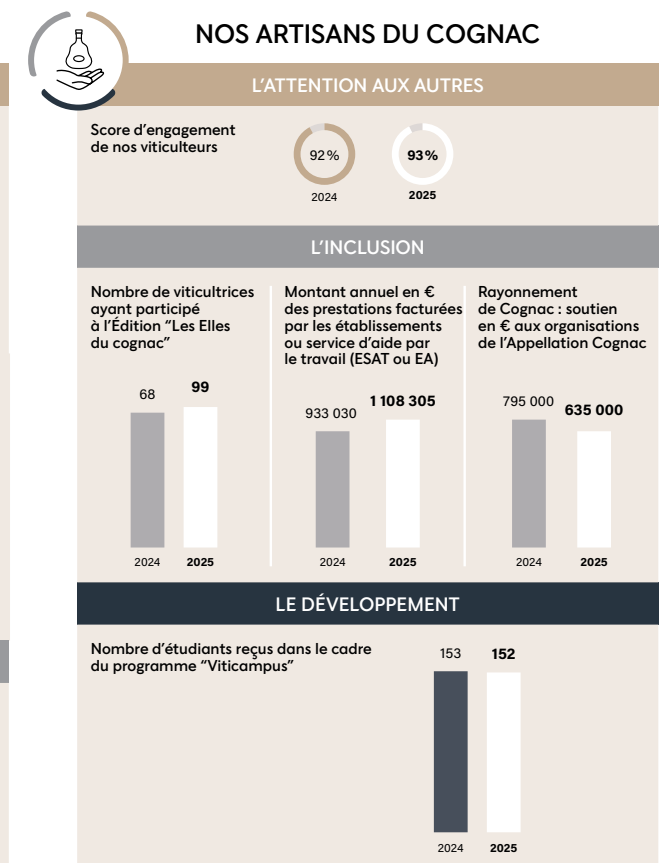 NOS ARTISANS DU COGNAC
L’ATTENTION AUX AUTRES
Score d’engagement
de nos viticulteurs
92 %
93 %
2024
2025
L’INCLUSION
Nombre de viticultrices
ayant participé
à l’Édition “Les Elles
du cognac”
68
99
2024
2025
Montant annuel en €
des prestations facturées
par les établissements
ou service d’aide par
le travail (ESAT ou EA)
933 030
1 108 305
2024
2025
Rayonnement
de Cognac : soutien
en € aux organisations
de l’Appellation Cognac
795 000
635 000
2024
2025
LE DÉVELOPPEMENT
Nombre d’étudiants reçus dans le cadre
du programme “Viticampus”
153
152
2024
2025